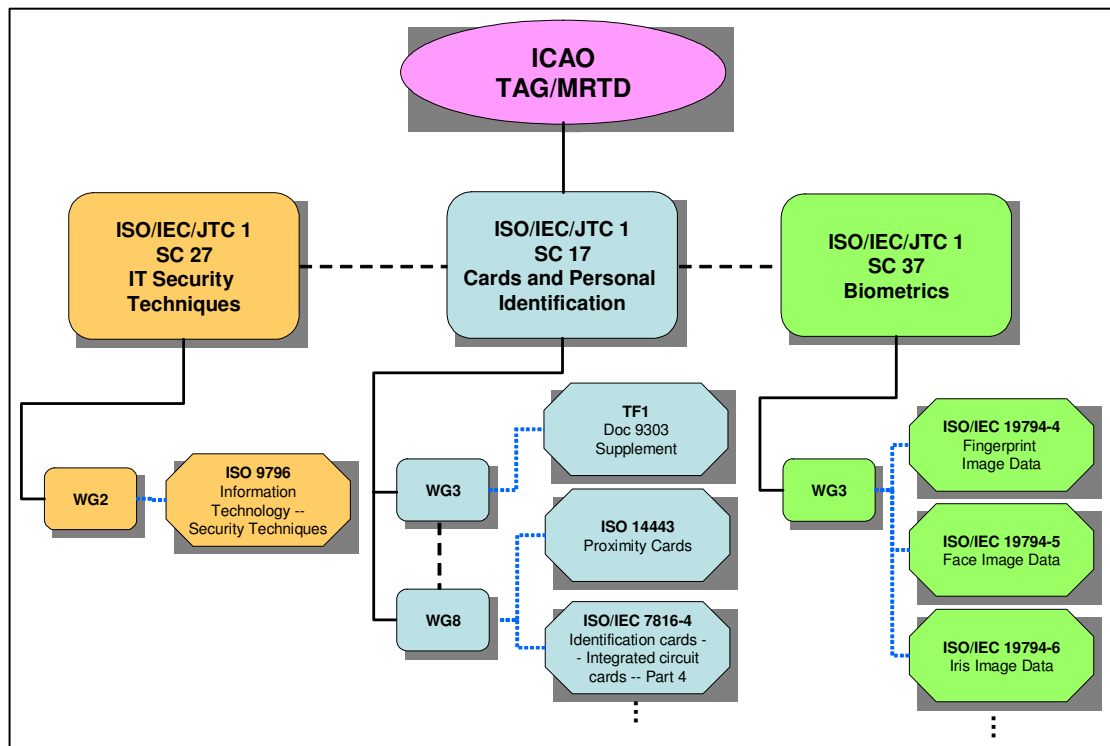 ICAO
TAG/MRTD
ISO/IEC/JTC 1
SC 27
IT Security
Techniques
ISO/IEC/JTC 1
SC 17
Cards and Personal
Identification
ISO/IEC/JTC 1
SC 37
Biometrics
WG2
ISO 9796
Information
Technology --
Security Techniques
WG3
TF1
Doc 9303
Supplement
ISO 14443
Proximity Cards
WG8
ISO/IEC 7816-4
Identification cards -
- Integrated circuit
cards -- Part 4
WG3
ISO/IEC 19794-4
Fingerprint
Image Data
ISO/IEC 19794-5
Face Image Data
ISO/IEC 19794-6
Iris Image Data